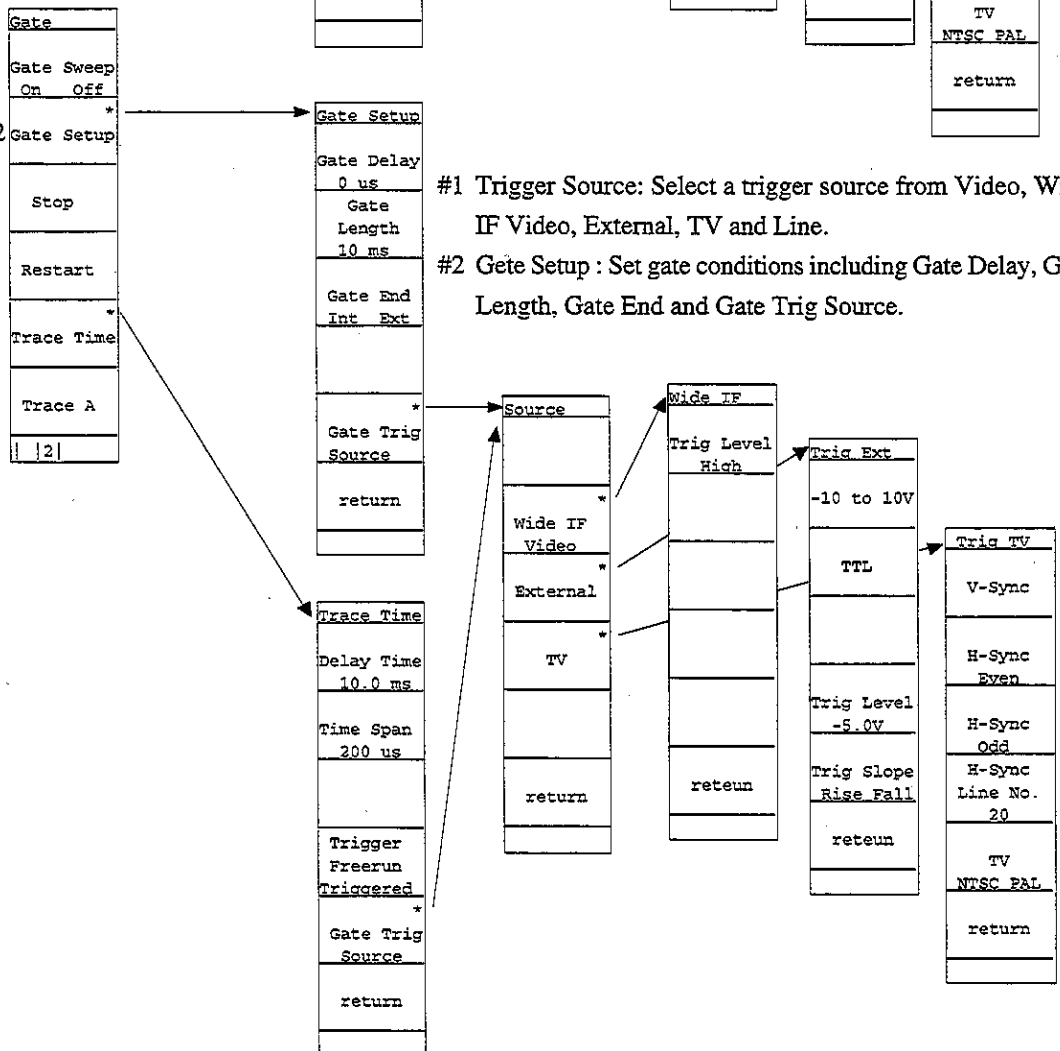 TV
NTSC PAL
return
Gate
Gate Sweep
On Off
*
2 Gate Setup
Stop
Restart
*
Trace Time
Trace A
| |2|
Gate Setup
Gate Delay
0 us
Gate
Length
10 ms
Gate End
Int Ext
*
Gate Trig
Source
return
#1 Trigger Source: Select a trigger source from Video, W
IF Video, External, TV and Line.
#2 Gete Setup : Set gate conditions including Gate Delay, G
Length, Gate End and Gate Trig Source.
Source
*
Wide IF
Video
*
External
*
TV
return
Wide IF
Trig Level
High
reteun
Trig Ext
-10 to 10V
TTL
Trig Level
-5.0V
Trig Slope
Rise Fall
reteun
Trig TV
V-Sync
H-Sync
Even
H-Sync
Odd
H-Sync
Line No.
20
TV
NTSC PAL
return
Trace Time
Delay Time
10.0 ms
Time Span
200 us
Trigger
Freerun
Triggered
*
Gate Trig
Source
return